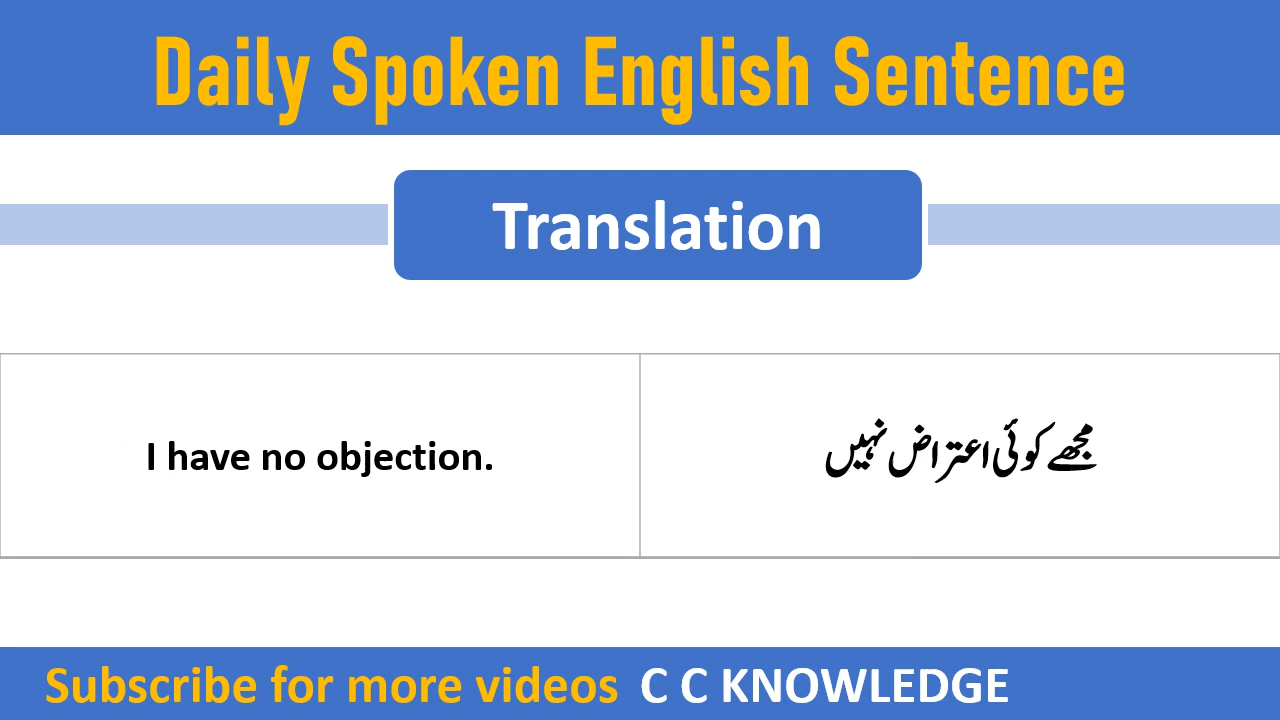 Daily Spoken English Sentence
Translation
I have no objection.
مجھے کوئی اعتراض نہیں
Subscribe for more videos C C KNOWLEDGE